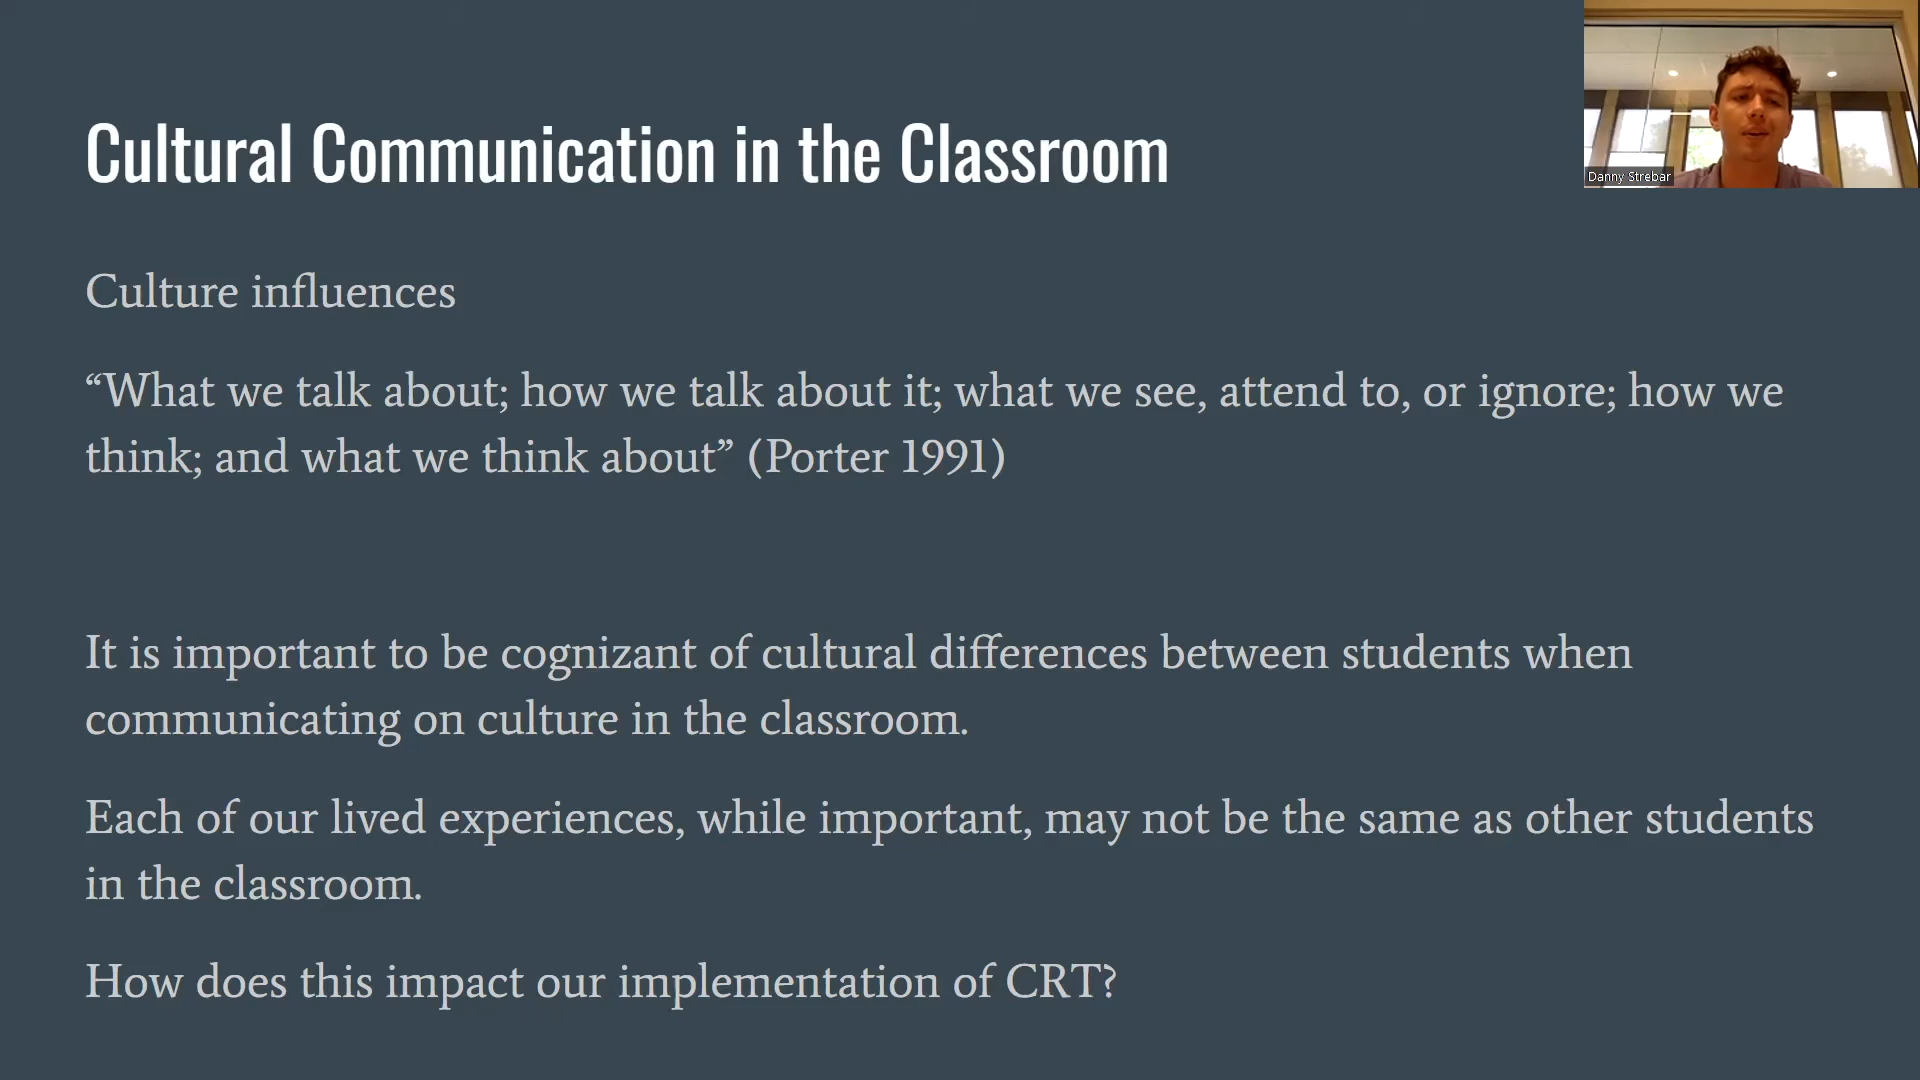 Cultural Communication in the Classroom
Danny Strebar
Culture influences
“What we talk about; how we talk about it; what we see, attend to, or ignore; how we
think; and what we think about” (Porter 1991)
It is important to be cognizant of cultural differences between students when
communicating on culture in the classroom.
Each of our lived experiences, while important, may not be the same as other students
in the classroom.
How does this impact our implementation of CRT?